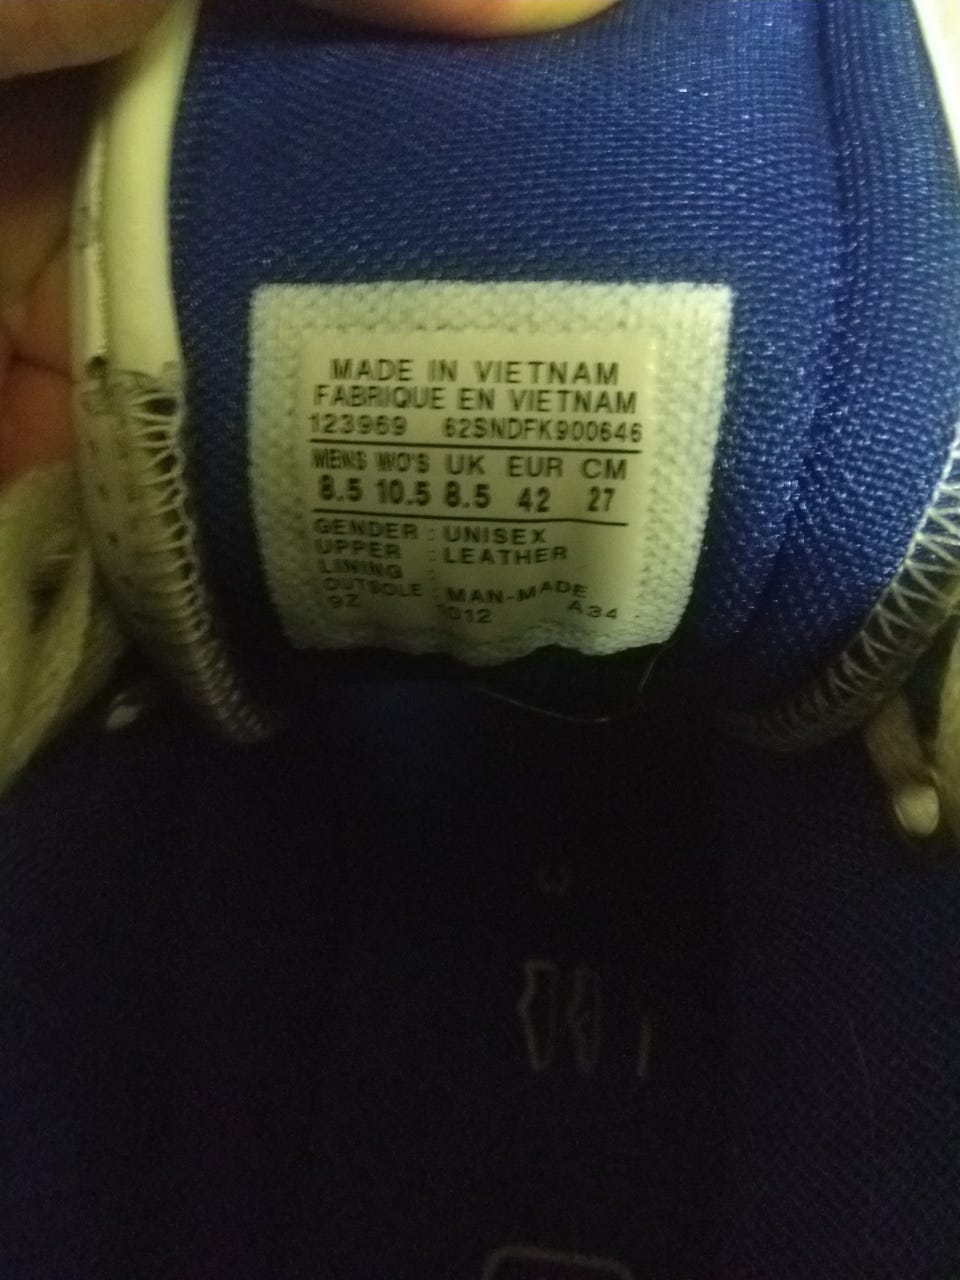 MADE IN VIETNAM
FABRIQUE EN VIETNAM
123969 62SNDFK900646
MENS WO'S UK EUR CM
8.5 10.5 8.5 42 27
GENDER : UNISEX
UPPER : LEATHER
LINING :
OUTSOLE : MAN-MADE
9Z 1012 A34